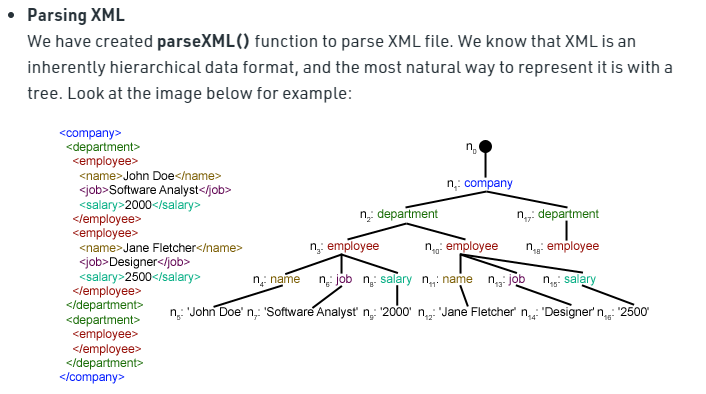 Parsing XML
We have created parseXML() function to parse XML file. We know that XML is an
inherently hierarchical data format, and the most natural way to represent it is with a
tree. Look at the image below for example:
<company>
<department>
<employee>
<name>John Doe</name>
<job>Software Analyst</job>
<salary>2000</salary>
</employee>
<employee>
<name>Jane Fletcher</name>
<job>Designer</job>
<salary>2500</salary>
</employee>
</department>
<department>
<employee>
</employee>
</department>
</company>
n0
n1: company
n2: department n17: department
n3: employee n10: employee n18: employee
n4: name n6: job n8: salary n11: name n13: job n15: salary
n5: 'John Doe' n7: 'Software Analyst' n9: '2000' n12: 'Jane Fletcher' n14: 'Designer' n16: '2500'